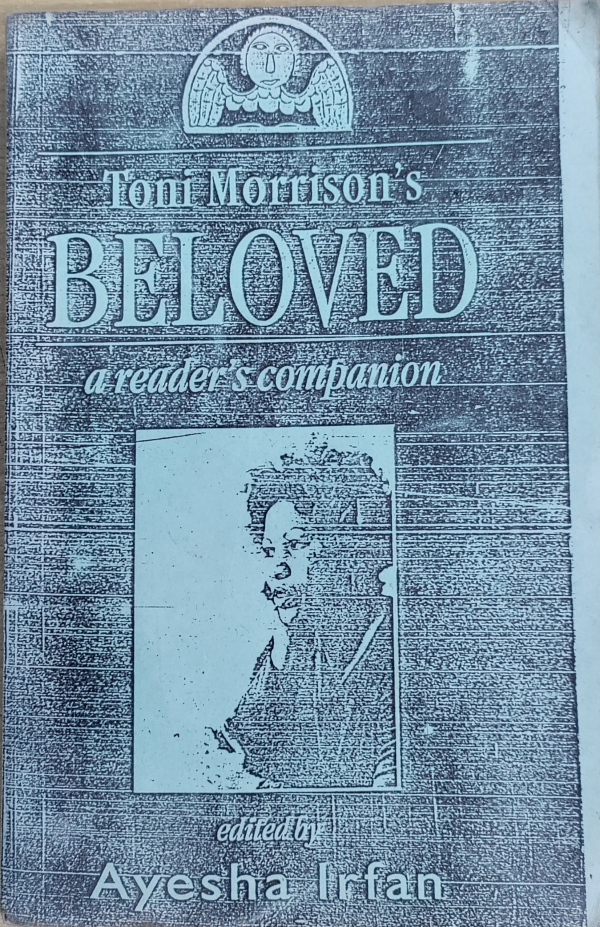 Toni Morrison's
BELOVED
a reader's companion
edited by
Ayesha Irfan